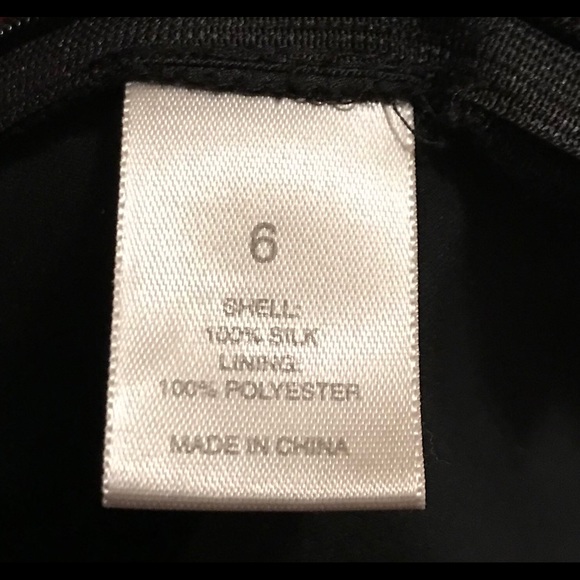 6
SHELL:
100% SILK
LINING:
100% POLYESTER
MADE IN CHINA